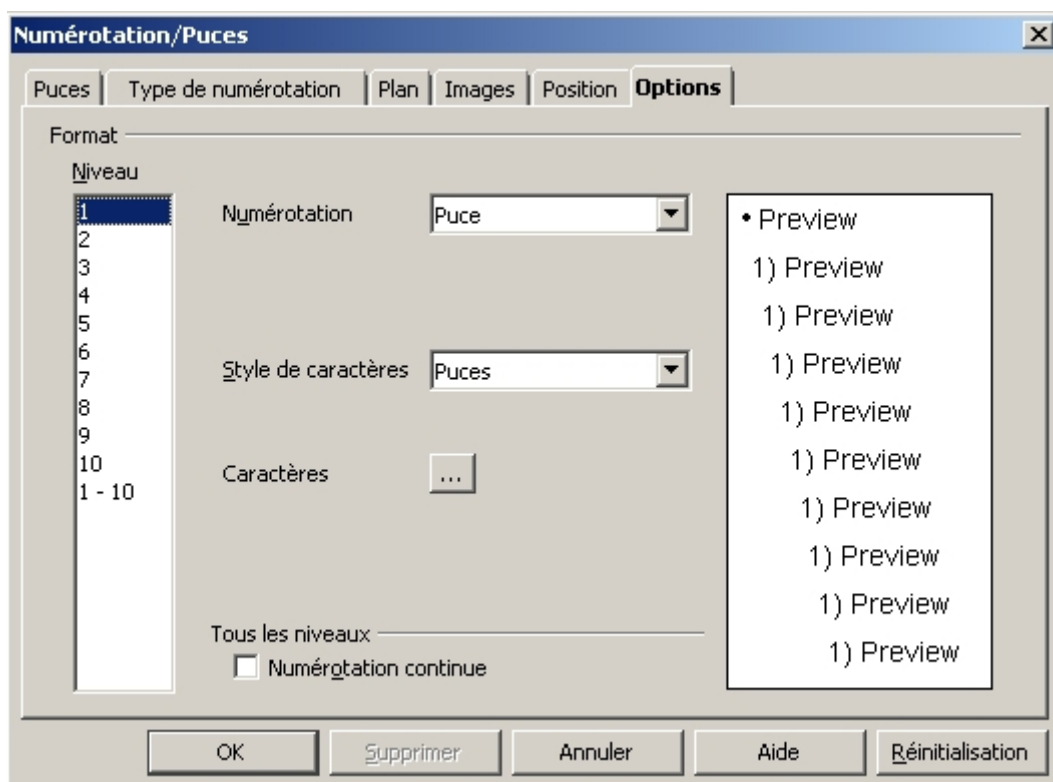 Numérotation/Puces
Puces Type de numérotation Plan Images Position Options
Format
Niveau
1
2
3
4
5
6
7
8
9
10
1 - 10
Numérotation Puce
Style de caractères Puces
Caractères ...
Tous les niveaux
Numérotation continue
• Preview
1) Preview
1) Preview
1) Preview
1) Preview
1) Preview
1) Preview
1) Preview
1) Preview
1) Preview
OK Supprimer Annuler Aide Réinitialisation